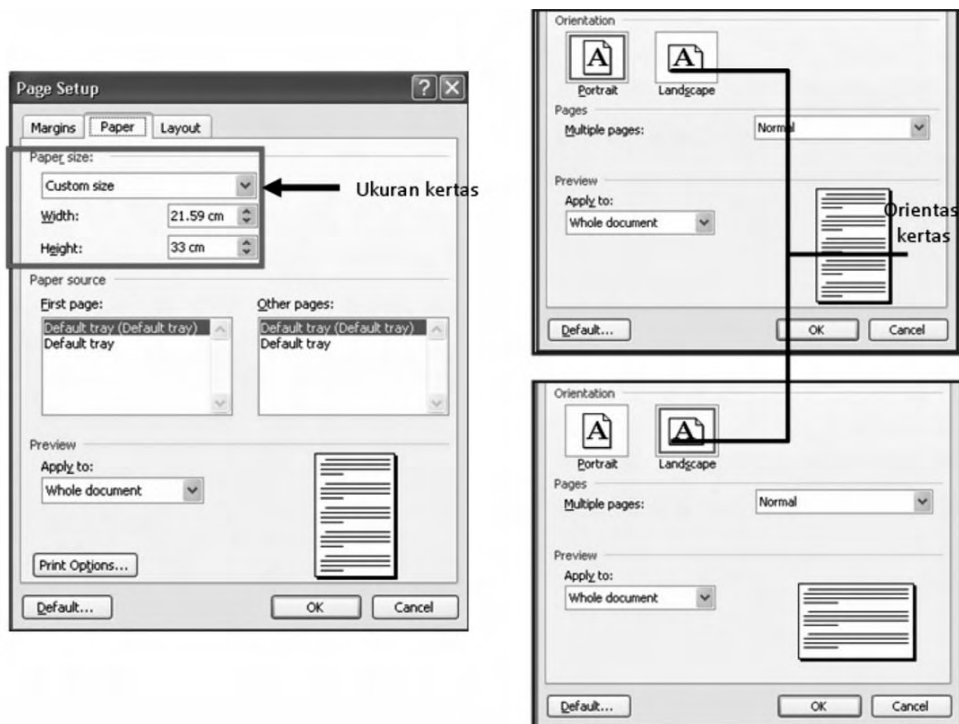 Page Setup
Margins Paper Layout
Paper size:
Custom size
Ukuran kertas
Width: 21.59 cm
Height: 33 cm
Paper source
First page: Other pages:
Default tray (Default tray) Default tray (Default tray)
Default tray Default tray
Preview
Apply to:
Whole document
Print Options...
Default... OK Cancel
Orientation
A A
Portrait Landscape
Pages
Multiple pages: Normal
Preview
Apply to:
Whole document
Orientas
kertas
Default... OK Cancel
Orientation
A A
Portrait Landscape
Pages
Multiple pages: Normal
Preview
Apply to:
Whole document
Default... OK Cancel